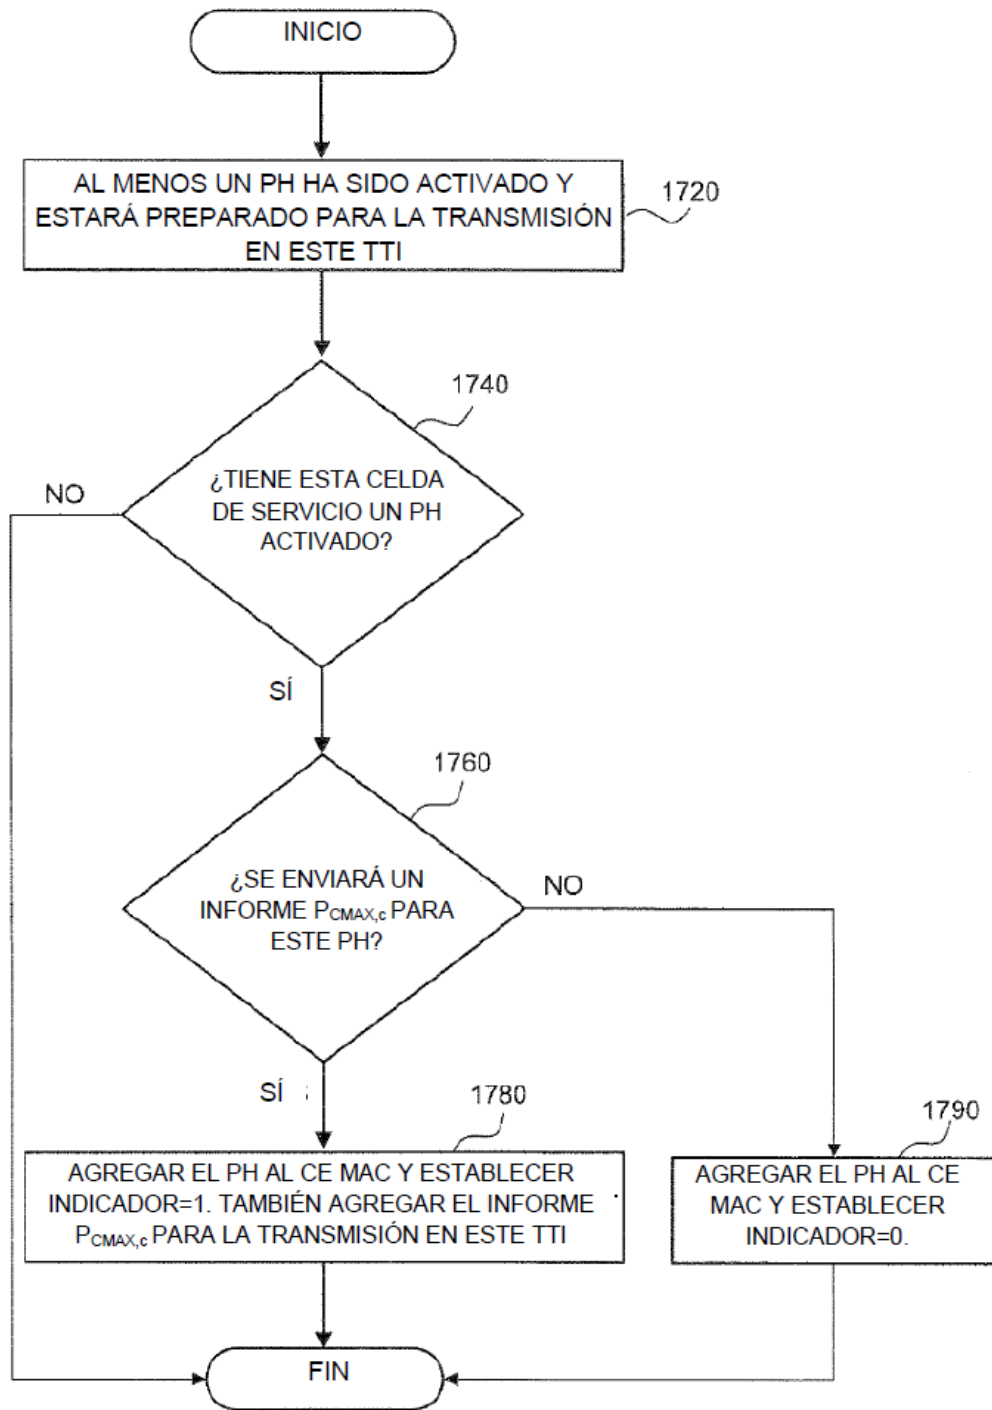 INICIO
AL MENOS UN PH HA SIDO ACTIVADO Y
ESTARÁ PREPARADO PARA LA TRANSMISIÓN
EN ESTE TTI
1720
1740
¿TIENE ESTA CELDA
DE SERVICIO UN PH
ACTIVADO?
NO
SÍ
1760
¿SE ENVIARÁ UN
INFORME PCMAX,c PARA
ESTE PH?
NO
SÍ
1780
AGREGAR EL PH AL CE MAC Y ESTABLECER
INDICADOR=1. TAMBIÉN AGREGAR EL INFORME
PCMAX,c PARA LA TRANSMISIÓN EN ESTE TTI
1790
AGREGAR EL PH AL CE
MAC Y ESTABLECER
INDICADOR=0.
FIN